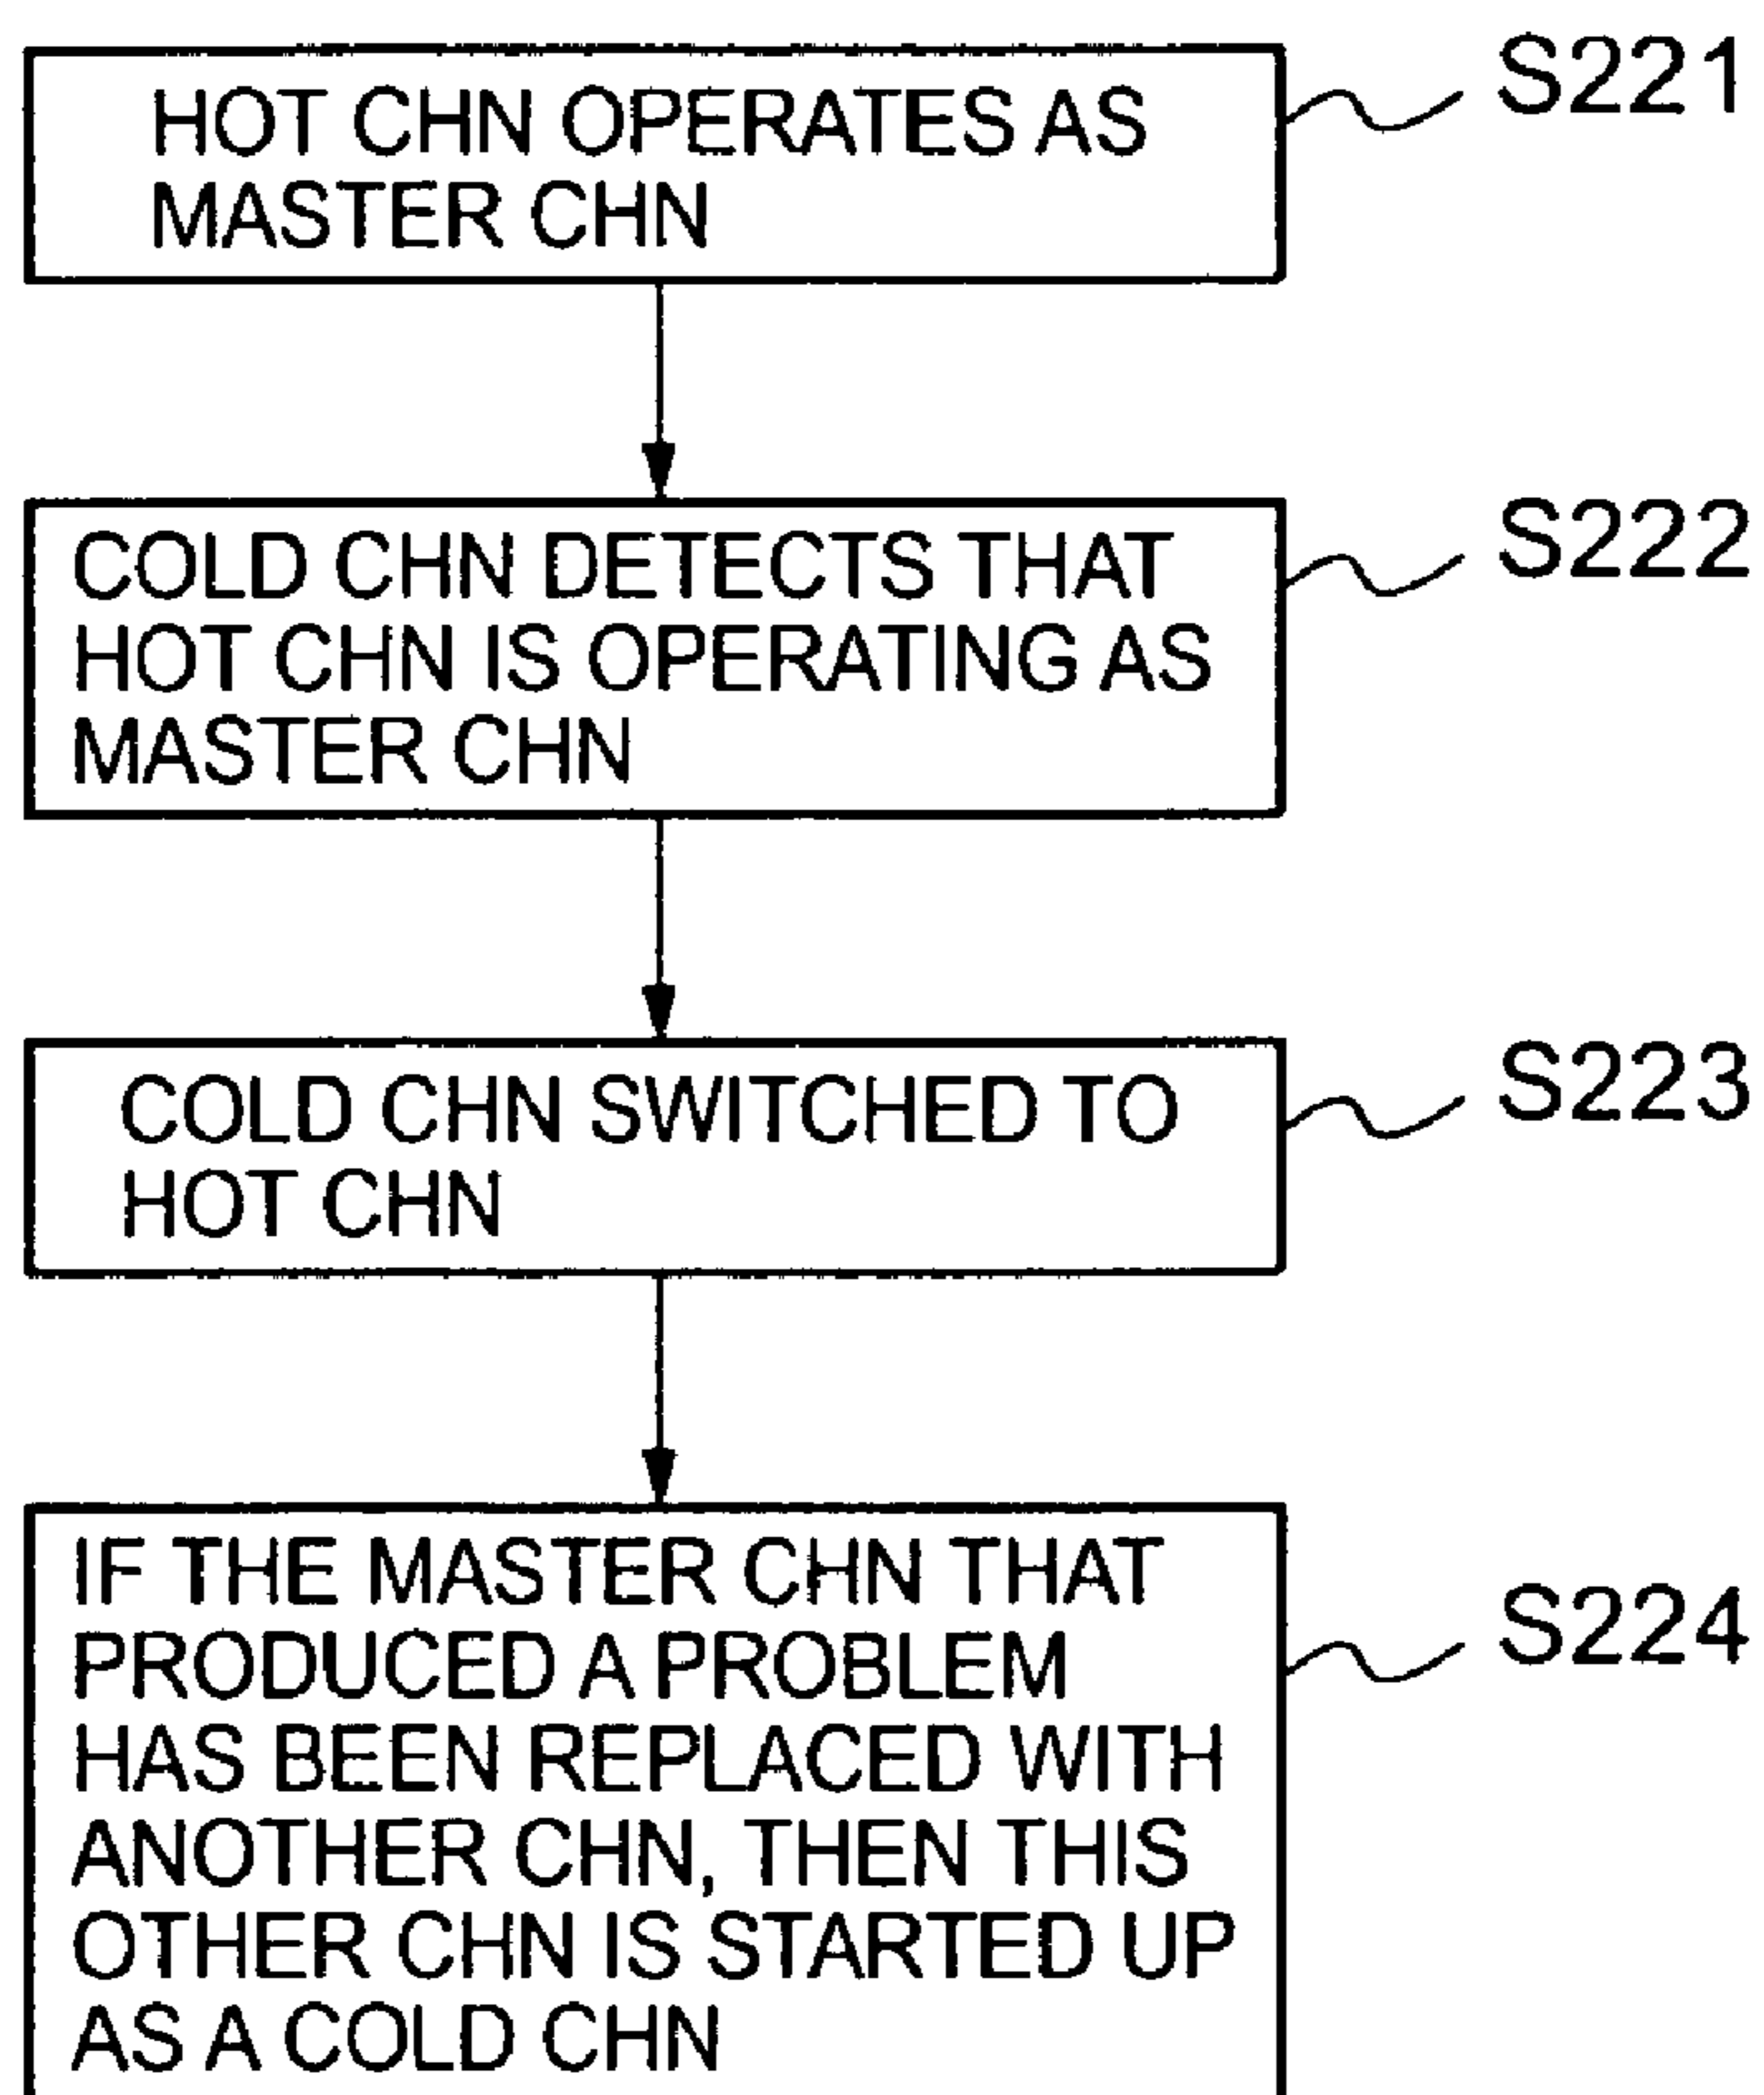 HOT CHN OPERATES AS
MASTER CHN
S221
COLD CHN DETECTS THAT
HOT CHN IS OPERATING AS
MASTER CHN
S222
COLD CHN SWITCHED TO
HOT CHN
S223
IF THE MASTER CHN THAT
PRODUCED A PROBLEM
HAS BEEN REPLACED WITH
ANOTHER CHN, THEN THIS
OTHER CHN IS STARTED UP
AS A COLD CHN
S224